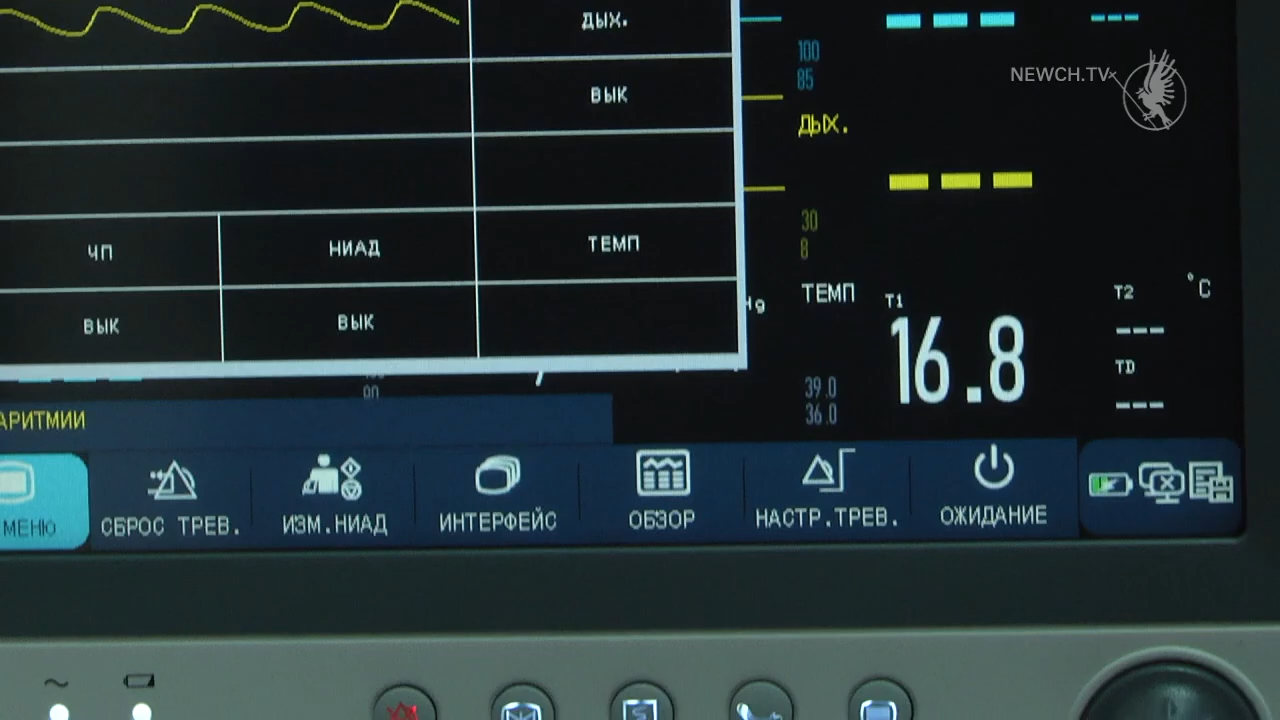 ДЫХ.
100
85
NEWCH.TV
ВЫК
ДЫХ.
30
8
ЧП
НИАД
ТЕМП
ВЫК
ВЫК
ТЕМП
T1
16.8
T2
°C
TD
39.0
36.0
АРИТМИИ
МЕНЮ
СБРОС ТРЕВ.
ИЗМ.НИАД
ИНТЕРФЕЙС
ОБЗОР
НАСТР.ТРЕВ.
ОЖИДАНИЕ